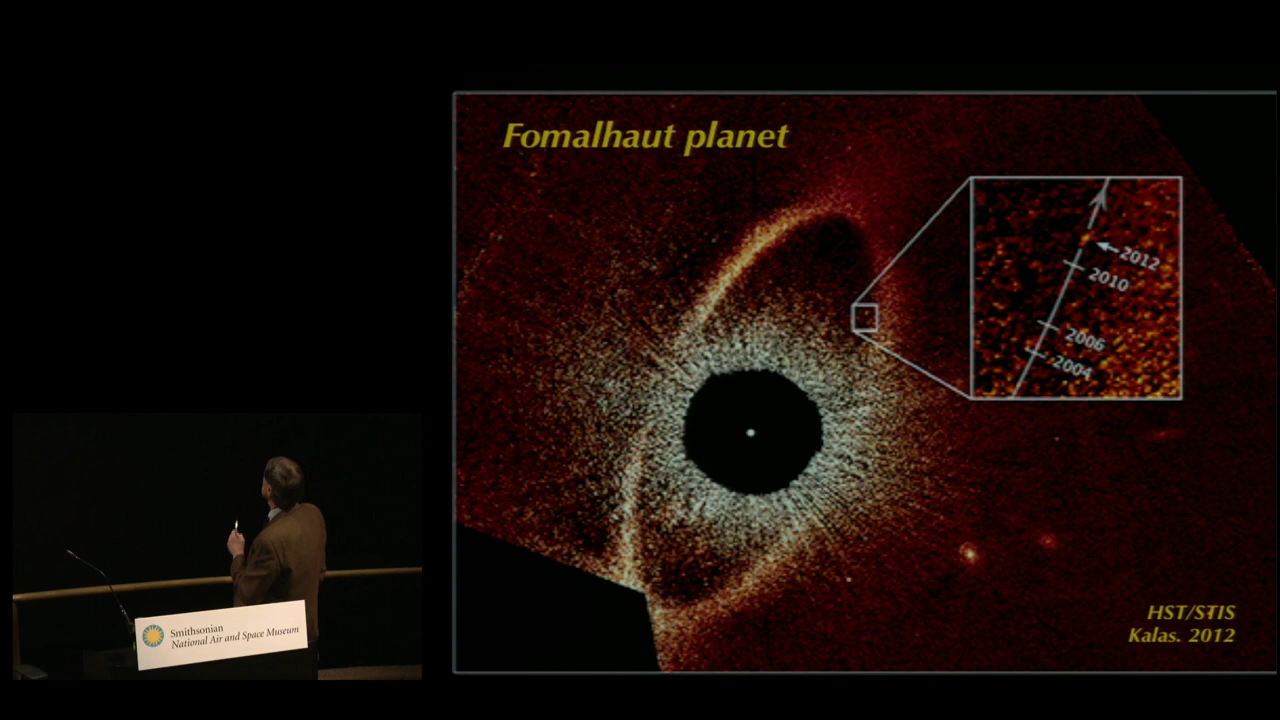 Fomalhaut planet
2012
2010
2006
2004
HST/STIS
Kalas. 2012
Smithsonian
National Air and Space Museum